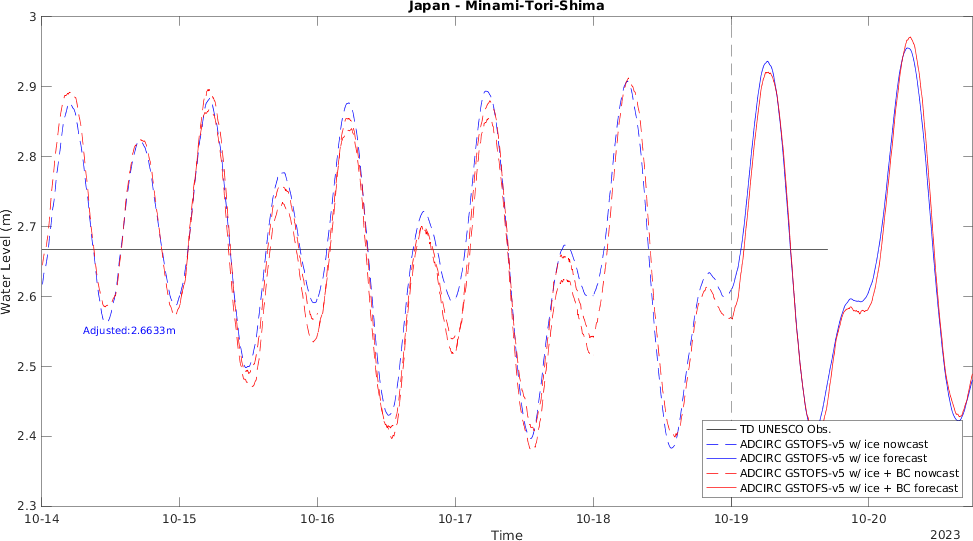 Japan - Minami-Tori-Shima
3
2.9
2.8
2.7
2.6
2.5
2.4
2.3
Water Level (m)
Adjusted:2.6633m
TD UNESCO Obs.
ADCIRC GSTOFS-v5 w/ ice nowcast
ADCIRC GSTOFS-v5 w/ ice forecast
ADCIRC GSTOFS-v5 w/ ice + BC nowcast
ADCIRC GSTOFS-v5 w/ ice + BC forecast
10-14 10-15 10-16 10-17 10-18 10-19 10-20
Time
2023